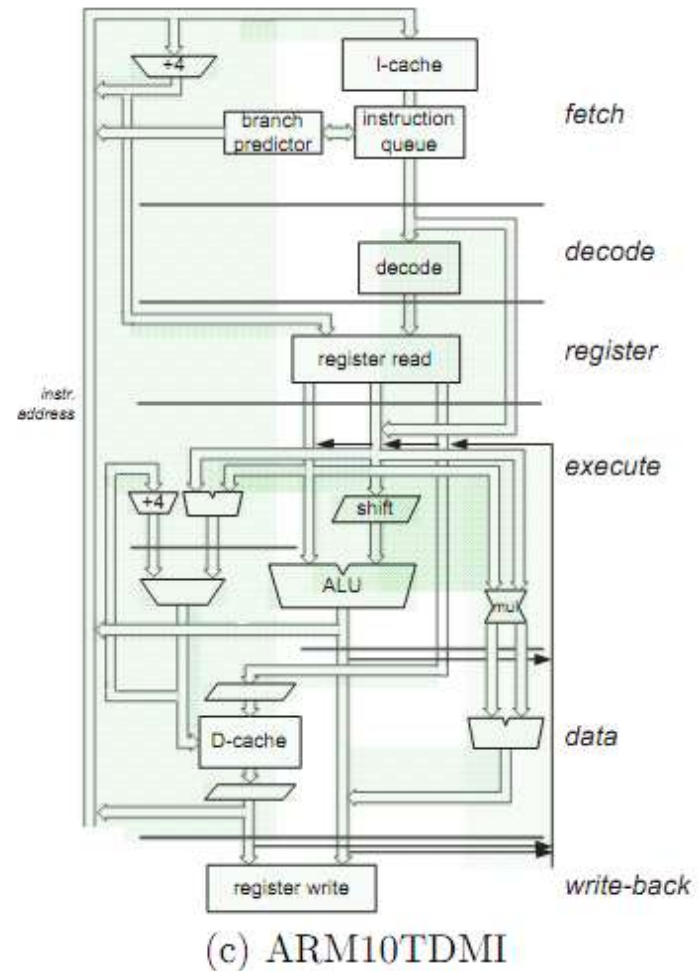 +4
I-cache
fetch
branch
predictor
instruction
queue
decode
decode
register read
register
instr.
address
execute
+4
shift
ALU
mul
D-cache
data
register write
write-back
(c) ARM10TDMI